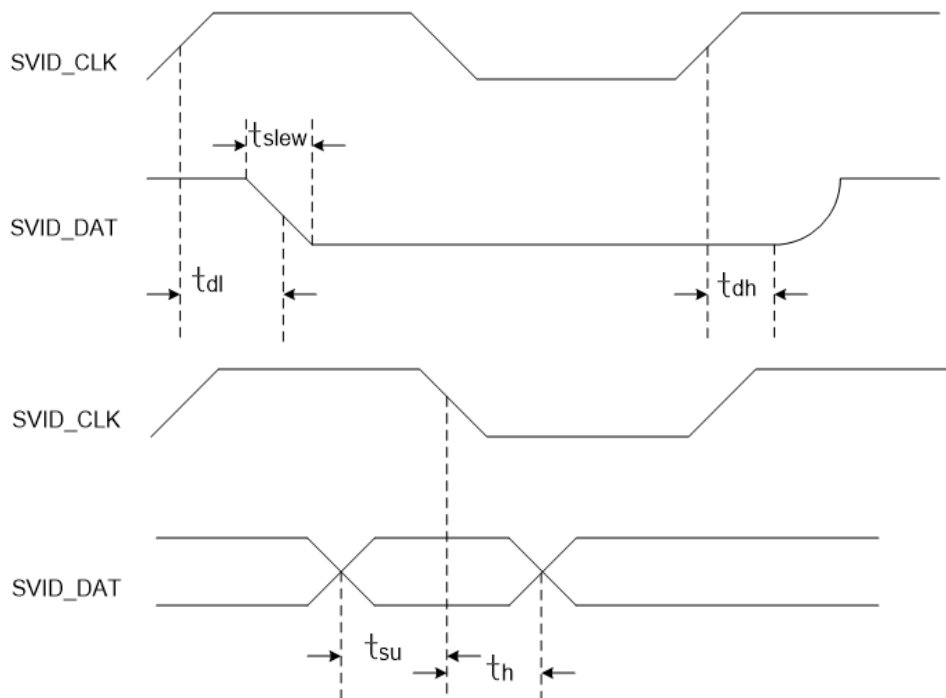 SVID_CLK
tslew
SVID_DAT
tdl
tdh
SVID_CLK
SVID_DAT
tsu
th